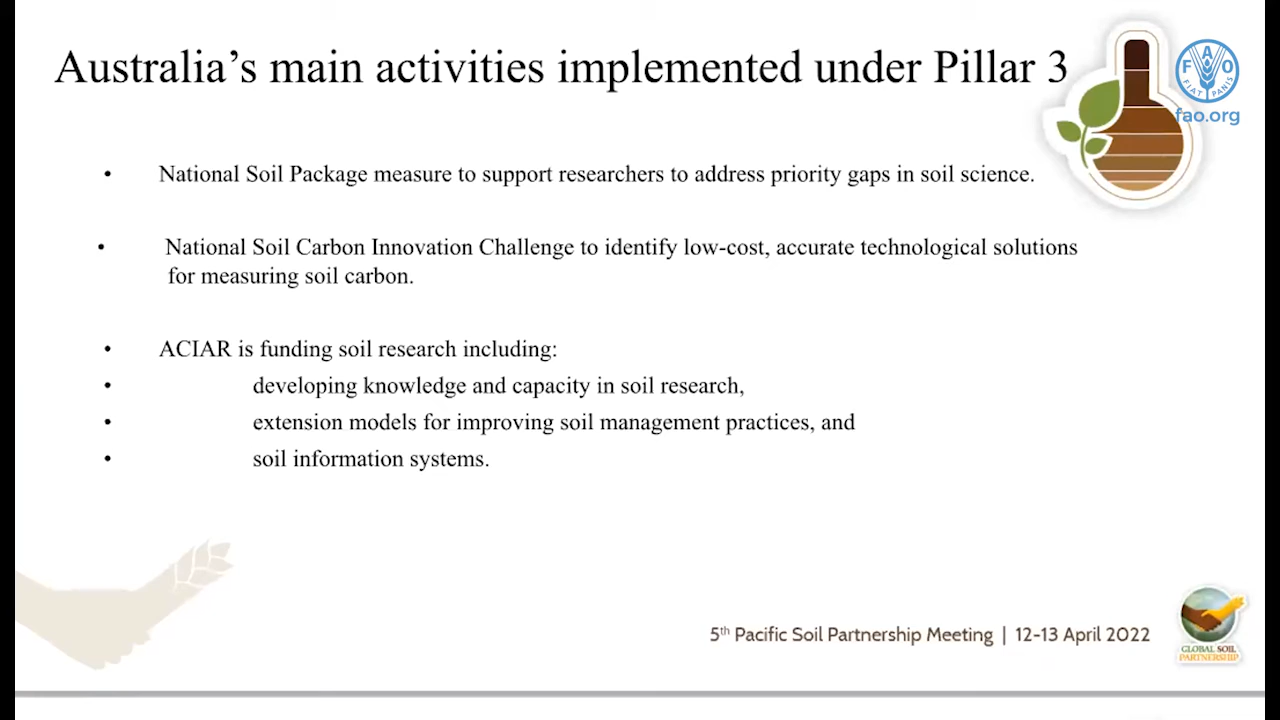 Australia's main activities implemented under Pillar 3
F A O
FIAT PANIS
fao.org
• National Soil Package measure to support researchers to address priority gaps in soil science.
• National Soil Carbon Innovation Challenge to identify low-cost, accurate technological solutions
for measuring soil carbon.
• ACIAR is funding soil research including:
• developing knowledge and capacity in soil research,
• extension models for improving soil management practices, and
• soil information systems.
5th Pacific Soil Partnership Meeting | 12-13 April 2022
GLOBAL SOIL
PARTNERSHIP